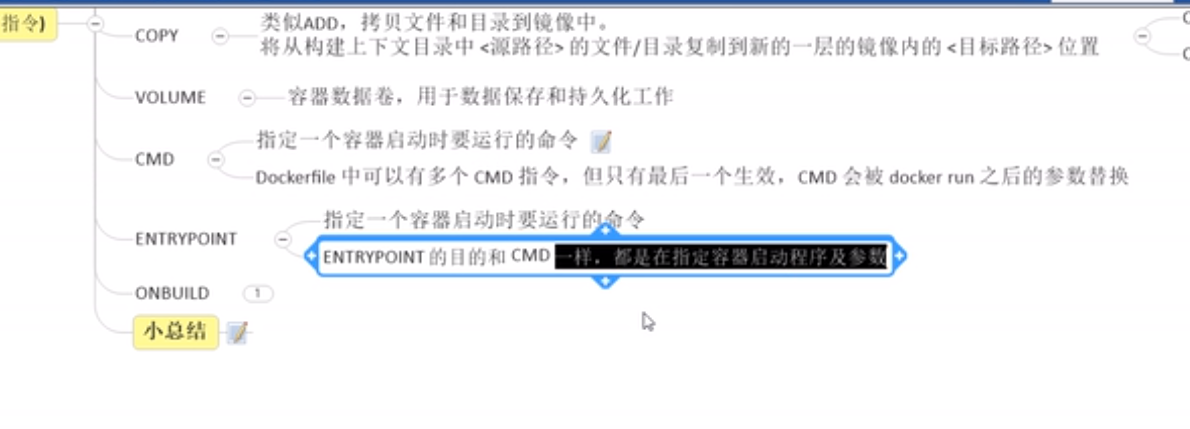 指令)
COPY
类似ADD，拷贝文件和目录到镜像中。
将从构建上下文目录中 <源路径> 的文件/目录复制到新的一层的镜像内的 <目标路径> 位置
VOLUME
容器数据卷，用于数据保存和持久化工作
CMD
指定一个容器启动时要运行的命令
Dockerfile 中可以有多个 CMD 指令，但只有最后一个生效，CMD 会被 docker run 之后的参数替换
ENTRYPOINT
指定一个容器启动时要运行的命令
ENTRYPOINT 的目的和 CMD 一样，都是在指定容器启动程序及参数
ONBUILD
1
小总结